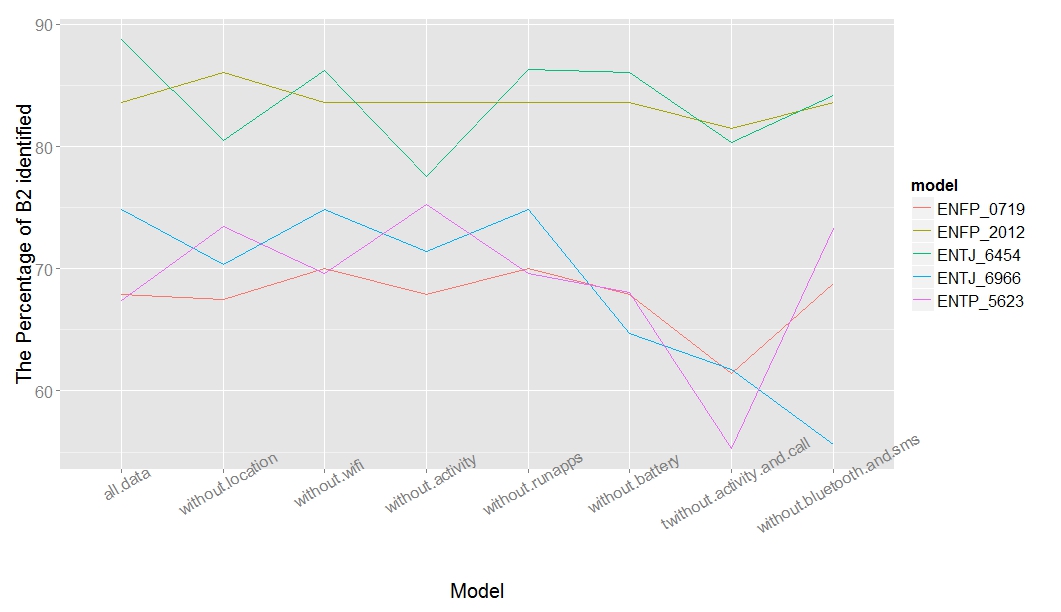 The Percentage of B2 identified
90
80
70
60
all.data
without.location
without.wifi
without.activity
without.runapps
without.battery
twithout.activity.and.call
without.bluetooth.and.sms
Model
model
ENFP_0719
ENFP_2012
ENTJ_6454
ENTJ_6966
ENTP_5623